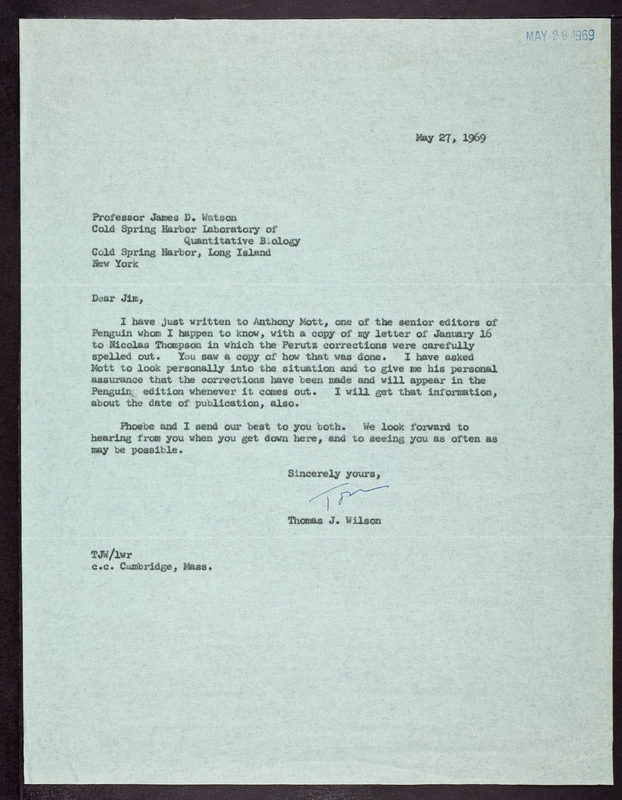 MAY 29 1969
May 27, 1969
Professor James D. Watson
Cold Spring Harbor Laboratory of
Quantitative Biology
Cold Spring Harbor, Long Island
New York
Dear Jim,
I have just written to Anthony Mott, one of the senior editors of
Penguin whom I happen to know, with a copy of my letter of January 16
to Nicolas Thompson in which the Perutz corrections were carefully
spelled out. You saw a copy of how that was done. I have asked
Mott to look personally into the situation and to give me his personal
assurance that the corrections have been made and will appear in the
Penguin edition whenever it comes out. I will get that information,
about the date of publication, also.
Phoebe and I send our best to you both. We look forward to
hearing from you when you get down here, and to seeing you as often as
may be possible.
Sincerely yours,
Tom
Thomas J. Wilson
TJW/lwr
c.c. Cambridge, Mass.